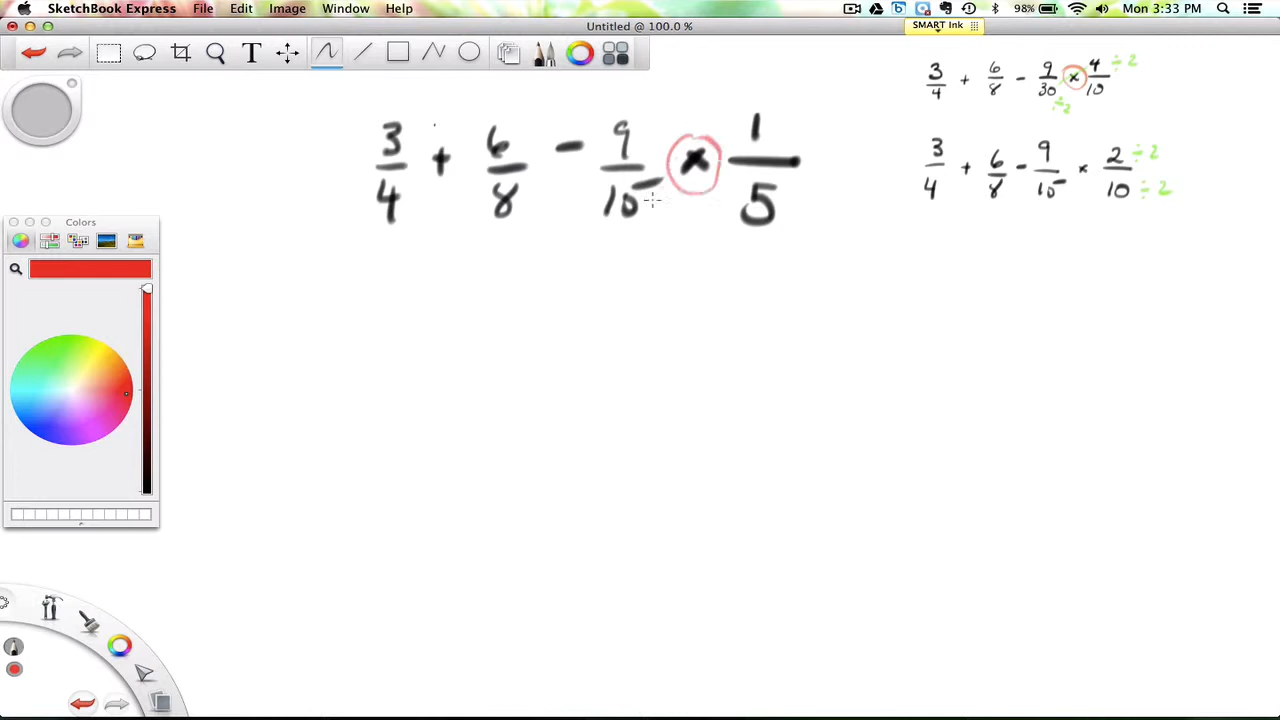 SketchBook Express File Edit Image Window Help 98% Mon 3:33 PM
Untitled @ 100.0 %
SMART Ink
T
3/4 + 6/8 - 9/30 × 4/10 ÷2
÷2
3/4 + 6/8 - 9/10 × 1/5
3/4 + 6/8 - 9/15 × 2/10 ÷2 ÷2
Colors